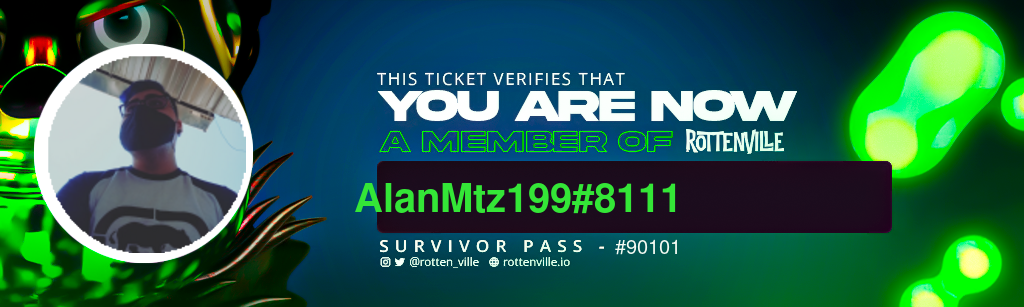 THIS TICKET VERIFIES THAT
YOU ARE NOW
A MEMBER OF ROTTENVILLE
AlanMtz199#8111
SURVIVOR PASS - #90101
@rotten_ville rottenville.io